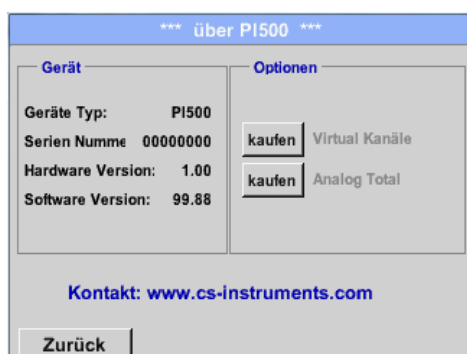 *** über PI500 ***
Gerät
Geräte Typ: PI500
Serien Numme 00000000
Hardware Version: 1.00
Software Version: 99.88
Optionen
kaufen Virtual Kanäle
kaufen Analog Total
Kontakt: www.cs-instruments.com
Zurück